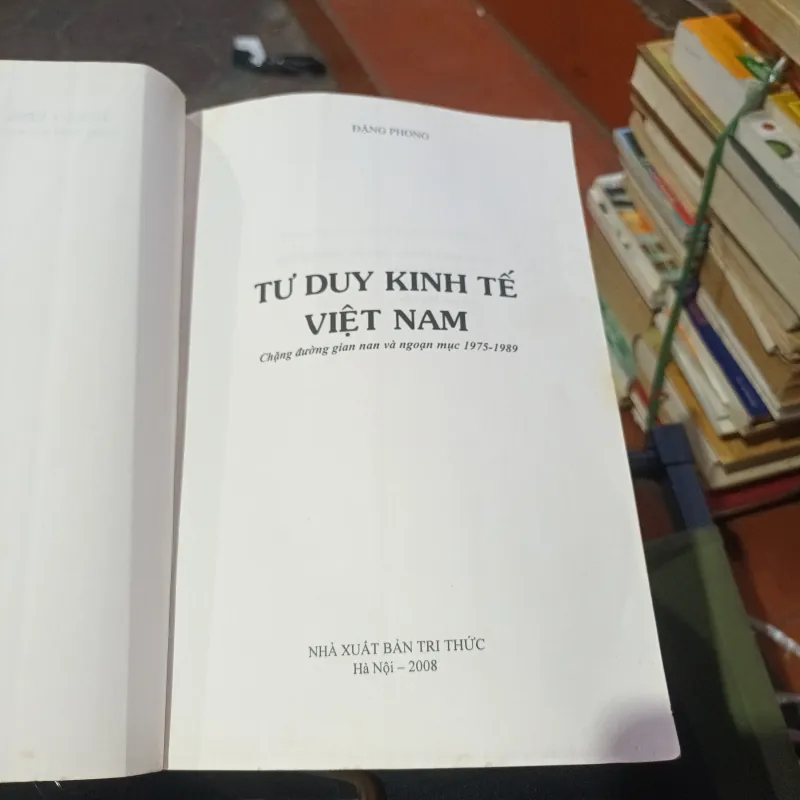 ĐẶNG PHONG
TƯ DUY KINH TẾ
VIỆT NAM
Chặng đường gian nan và ngoạn mục 1975-1989
NHÀ XUẤT BẢN TRI THỨC
Hà Nội – 2008